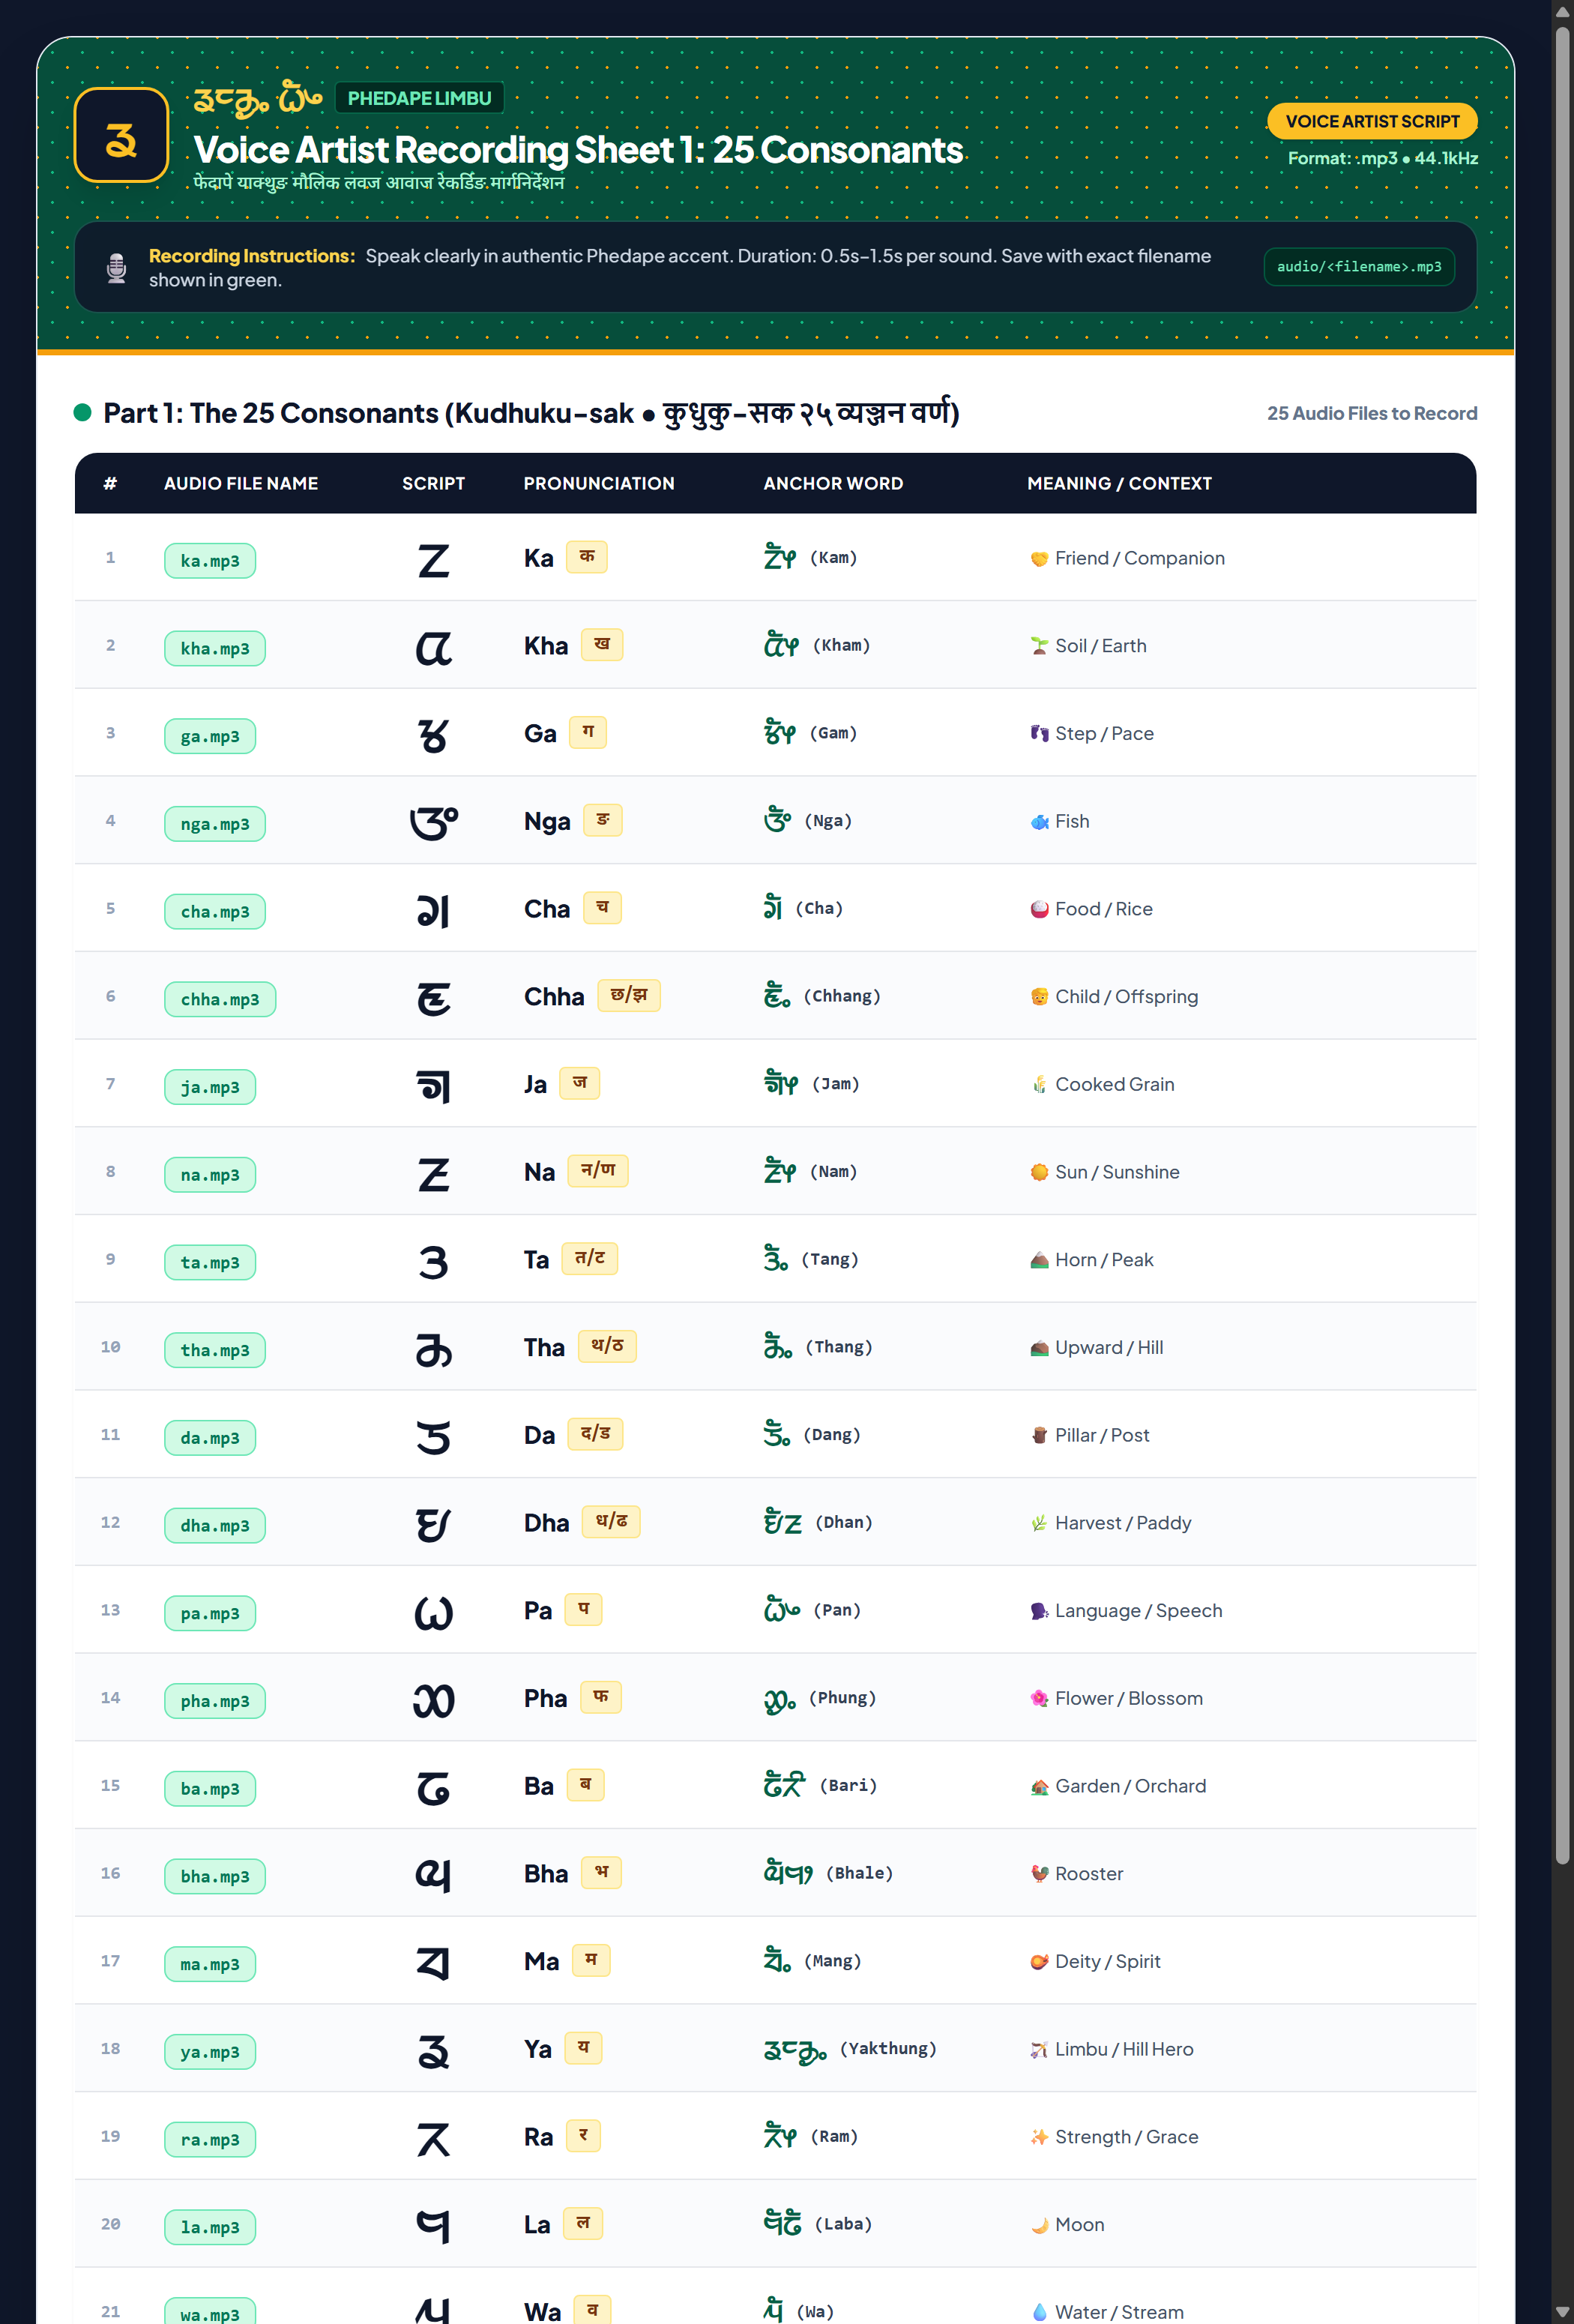 ᤕ
ᤕᤰᤌᤢᤱ ᤐᤠᤴ PHEDAPE LIMBU
Voice Artist Recording Sheet 1: 25 Consonants
फेदापे याक्थुङ मौलिक लवज आवाज रेकर्डिङ मार्गनिर्देशन
VOICE ARTIST SCRIPT
Format: .mp3 • 44.1kHz
🎙️ Recording Instructions: Speak clearly in authentic Phedape accent. Duration: 0.5s–1.5s per sound. Save with exact filename
shown in green.
audio/<filename>.mp3
Part 1: The 25 Consonants (Kudhuku-sak • कुधुकु-सक २५ व्यञ्जन वर्ण)
25 Audio Files to Record
# AUDIO FILE NAME SCRIPT PRONUNCIATION ANCHOR WORD MEANING / CONTEXT
1 ka.mp3 ᤁ Ka क ᤁᤠᤶ (Kam) 🤝 Friend / Companion
2 kha.mp3 ᤂ Kha ख ᤂᤠᤶ (Kham) 🌱 Soil / Earth
3 ga.mp3 ᤃ Ga ग ᤃᤠᤶ (Gam) 👣 Step / Pace
4 nga.mp3 ᤅ Nga ङ ᤅᤠ (Nga) 🐟 Fish
5 cha.mp3 ᤆ Cha च ᤆᤠ (Cha) 🍚 Food / Rice
6 chha.mp3 ᤇ Chha छ/झ ᤇᤠᤱ (Chhang) 🧒 Child / Offspring
7 ja.mp3 ᤈ Ja ज ᤈᤠᤶ (Jam) 🌾 Cooked Grain
8 na.mp3 ᤏ Na न/ण ᤏᤠᤶ (Nam) ☀️ Sun / Sunshine
9 ta.mp3 ᤋ Ta त/ट ᤋᤠᤱ (Tang) ⛰️ Horn / Peak
10 tha.mp3 ᤌ Tha थ/ठ ᤌᤠᤱ (Thang) Upward / Hill
11 da.mp3 ᤍ Da द/ड ᤍᤠᤱ (Dang) 🪵 Pillar / Post
12 dha.mp3 ᤎ Dha ध/ढ ᤎᤠᤁ (Dhan) 🌿 Harvest / Paddy
13 pa.mp3 ᤐ Pa प ᤐᤠᤴ (Pan) 🗣️ Language / Speech
14 pha.mp3 ᤑ Pha फ ᤑᤢᤱ (Phung) 🌺 Flower / Blossom
15 ba.mp3 ᤒ Ba ब ᤒᤠᤖᤡ (Bari) 🏡 Garden / Orchard
16 bha.mp3 ᤓ Bha भ ᤓᤠᤗᤧ (Bhale) 🐓 Rooster
17 ma.mp3 ᤔ Ma म ᤔᤠᤱ (Mang) 🪔 Deity / Spirit
18 ya.mp3 ᤕ Ya य ᤕᤰᤌᤢᤱ (Yakthung) 🏹 Limbu / Hill Hero
19 ra.mp3 ᤖ Ra र ᤖᤠᤶ (Ram) ✨ Strength / Grace
20 la.mp3 ᤗ La ल ᤗᤠᤒᤠ (Laba) 🌙 Moon
21 wa.mp3 ᤘ Wa व ᤘᤠ (Wa) 💧 Water / Stream